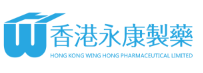 香港永康製藥
HONG KONG WING HONG PHARMACEUTICAL LIMITED